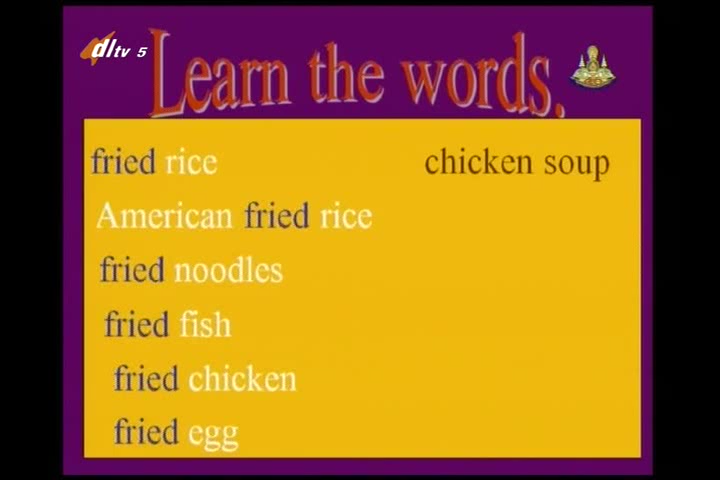 dltv 5
Learn the words.
fried rice
American fried rice
fried noodles
fried fish
fried chicken
fried egg
chicken soup